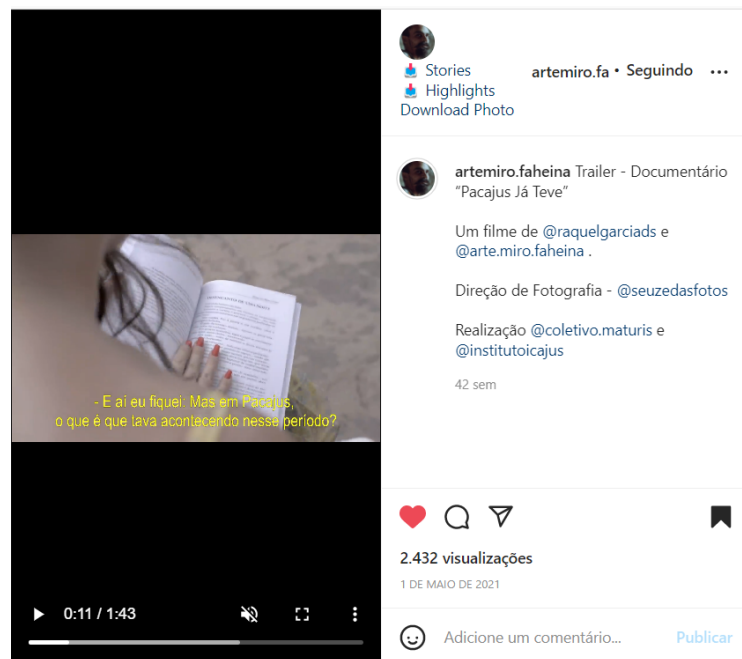 Stories
Highlights
Download Photo
artemiro.fa • Seguindo
artemiro.faheina Trailer - Documentário
“Pacajus Já Teve”
Um filme de @raquelgarciads e
@arte.miro.faheina .
Direção de Fotografia - @seuzedasfotos
Realização @coletivo.maturis e
@institutoicajus
42 sem
- E aí eu fiquei: Mas em Pacajus,
o que é que tava acontecendo nesse período?
0:11 / 1:43
2.432 visualizações
1 DE MAIO DE 2021
Adicione um comentário...
Publicar